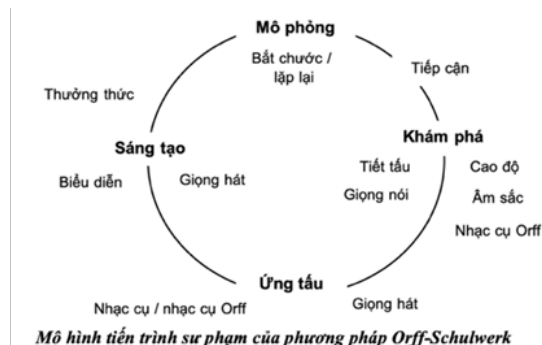 Mô phỏng
Bắt chước /
lặp lại
Tiếp cận
Thưởng thức
Khám phá
Sáng tạo
Tiết tấu
Cao độ
Biểu diễn
Giọng hát
Giọng nói
Âm sắc
Nhạc cụ Orff
Ứng tấu
Nhạc cụ / nhạc cụ Orff
Giọng hát
Mô hình tiến trình sư phạm của phương pháp Orff-Schulwerk